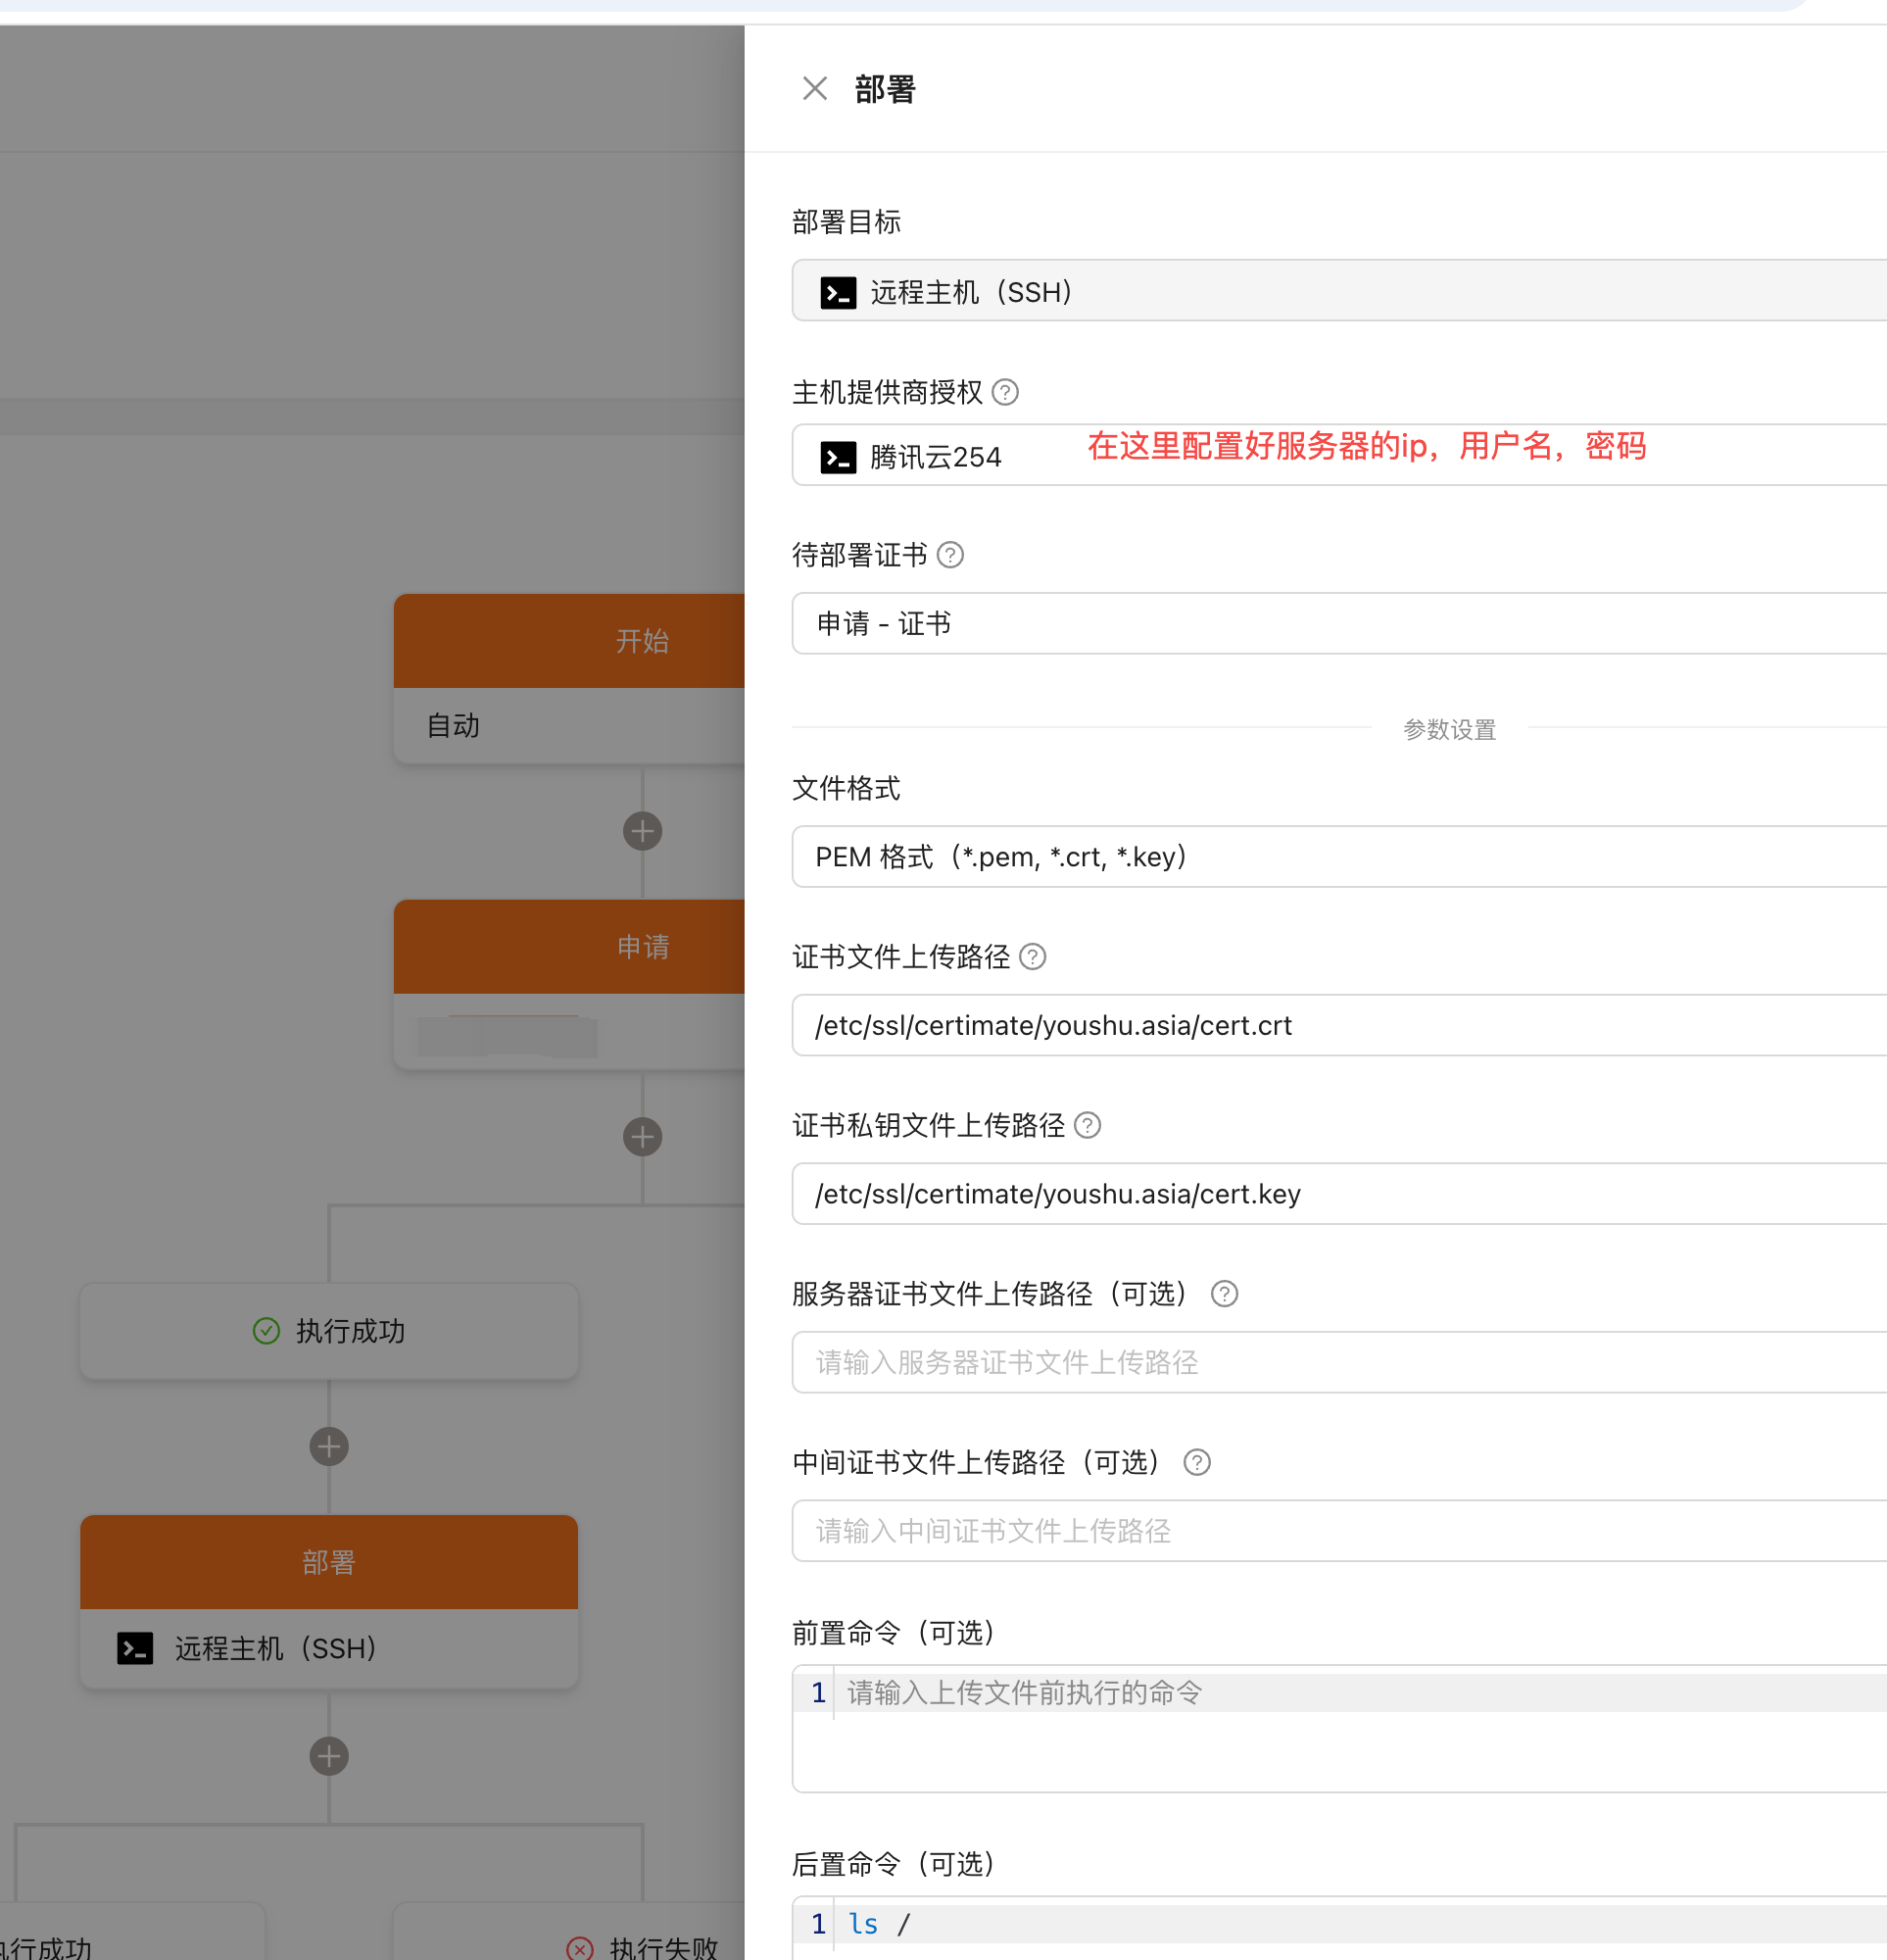 部署
部署目标
远程主机（SSH）
主机提供商授权
腾讯云254
在这里配置好服务器的ip，用户名，密码
待部署证书
申请 - 证书
参数设置
文件格式
PEM 格式（*.pem, *.crt, *.key）
证书文件上传路径
/etc/ssl/certimate/youshu.asia/cert.crt
证书私钥文件上传路径
/etc/ssl/certimate/youshu.asia/cert.key
服务器证书文件上传路径（可选）
请输入服务器证书文件上传路径
中间证书文件上传路径（可选）
请输入中间证书文件上传路径
前置命令（可选）
1 请输入上传文件前执行的命令
后置命令（可选）
1 ls /
开始
自动
申请
执行成功
部署
远程主机（SSH）
行成功
执行失败